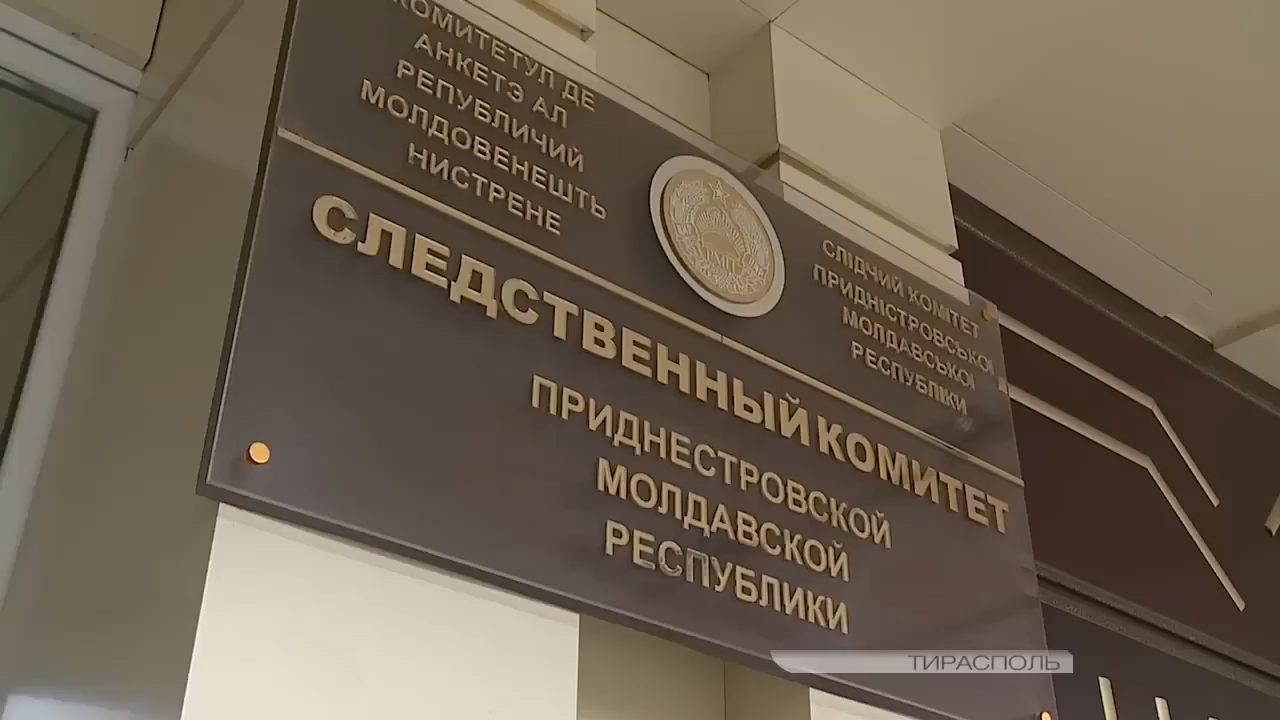 КОМИТЕТУЛ ДЕ
АНКЕТЭ АЛ
РЕПУБЛИЧИЙ
МОЛДОВЕНЕШТЬ
НИСТРЕНЕ
СЛІДЧИЙ КОМІТЕТ
ПРИДНІСТРОВСЬКОЇ
МОЛДАВСЬКОЇ
РЕСПУБЛІКИ
СЛЕДСТВЕННЫЙ КОМИТЕТ
ПРИДНЕСТРОВСКОЙ
МОЛДАВСКОЙ
РЕСПУБЛИКИ
ТИРАСПОЛЬ